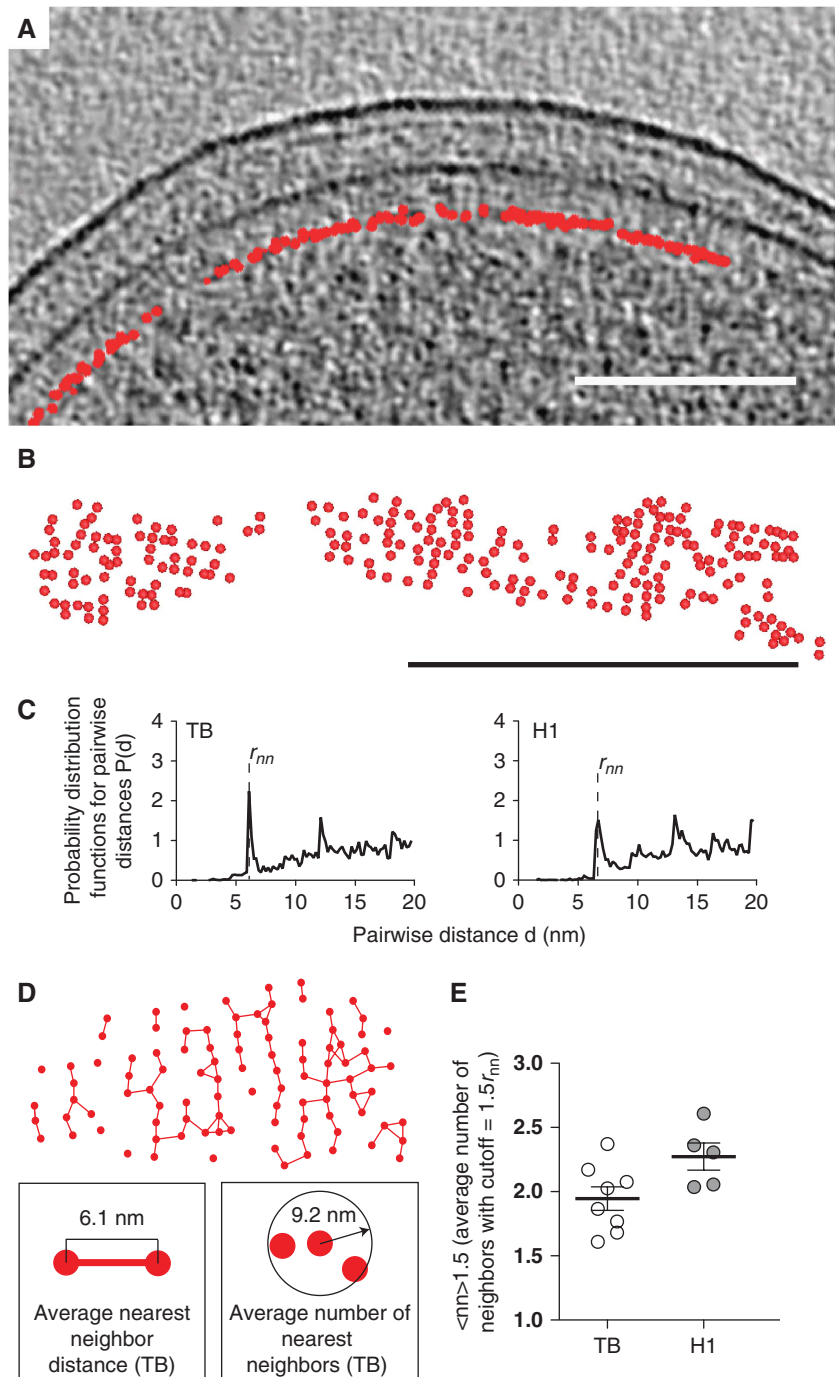 A
B
C
Probability distribution
functions for pairwise
distances P(d)
4
3
2
1
0
TB
rnn
0
5
10
15
20
4
3
2
1
0
H1
rnn
0
5
10
15
20
Pairwise distance d (nm)
D
6.1 nm
Average nearest
neighbor
distance (TB)
9.2 nm
Average number of
nearest
neighbors (TB)
E
<nn>1.5 (average number of
neighbors with cutoff = 1.5rnn)
3.0
2.5
2.0
1.5
1.0
TB
H1